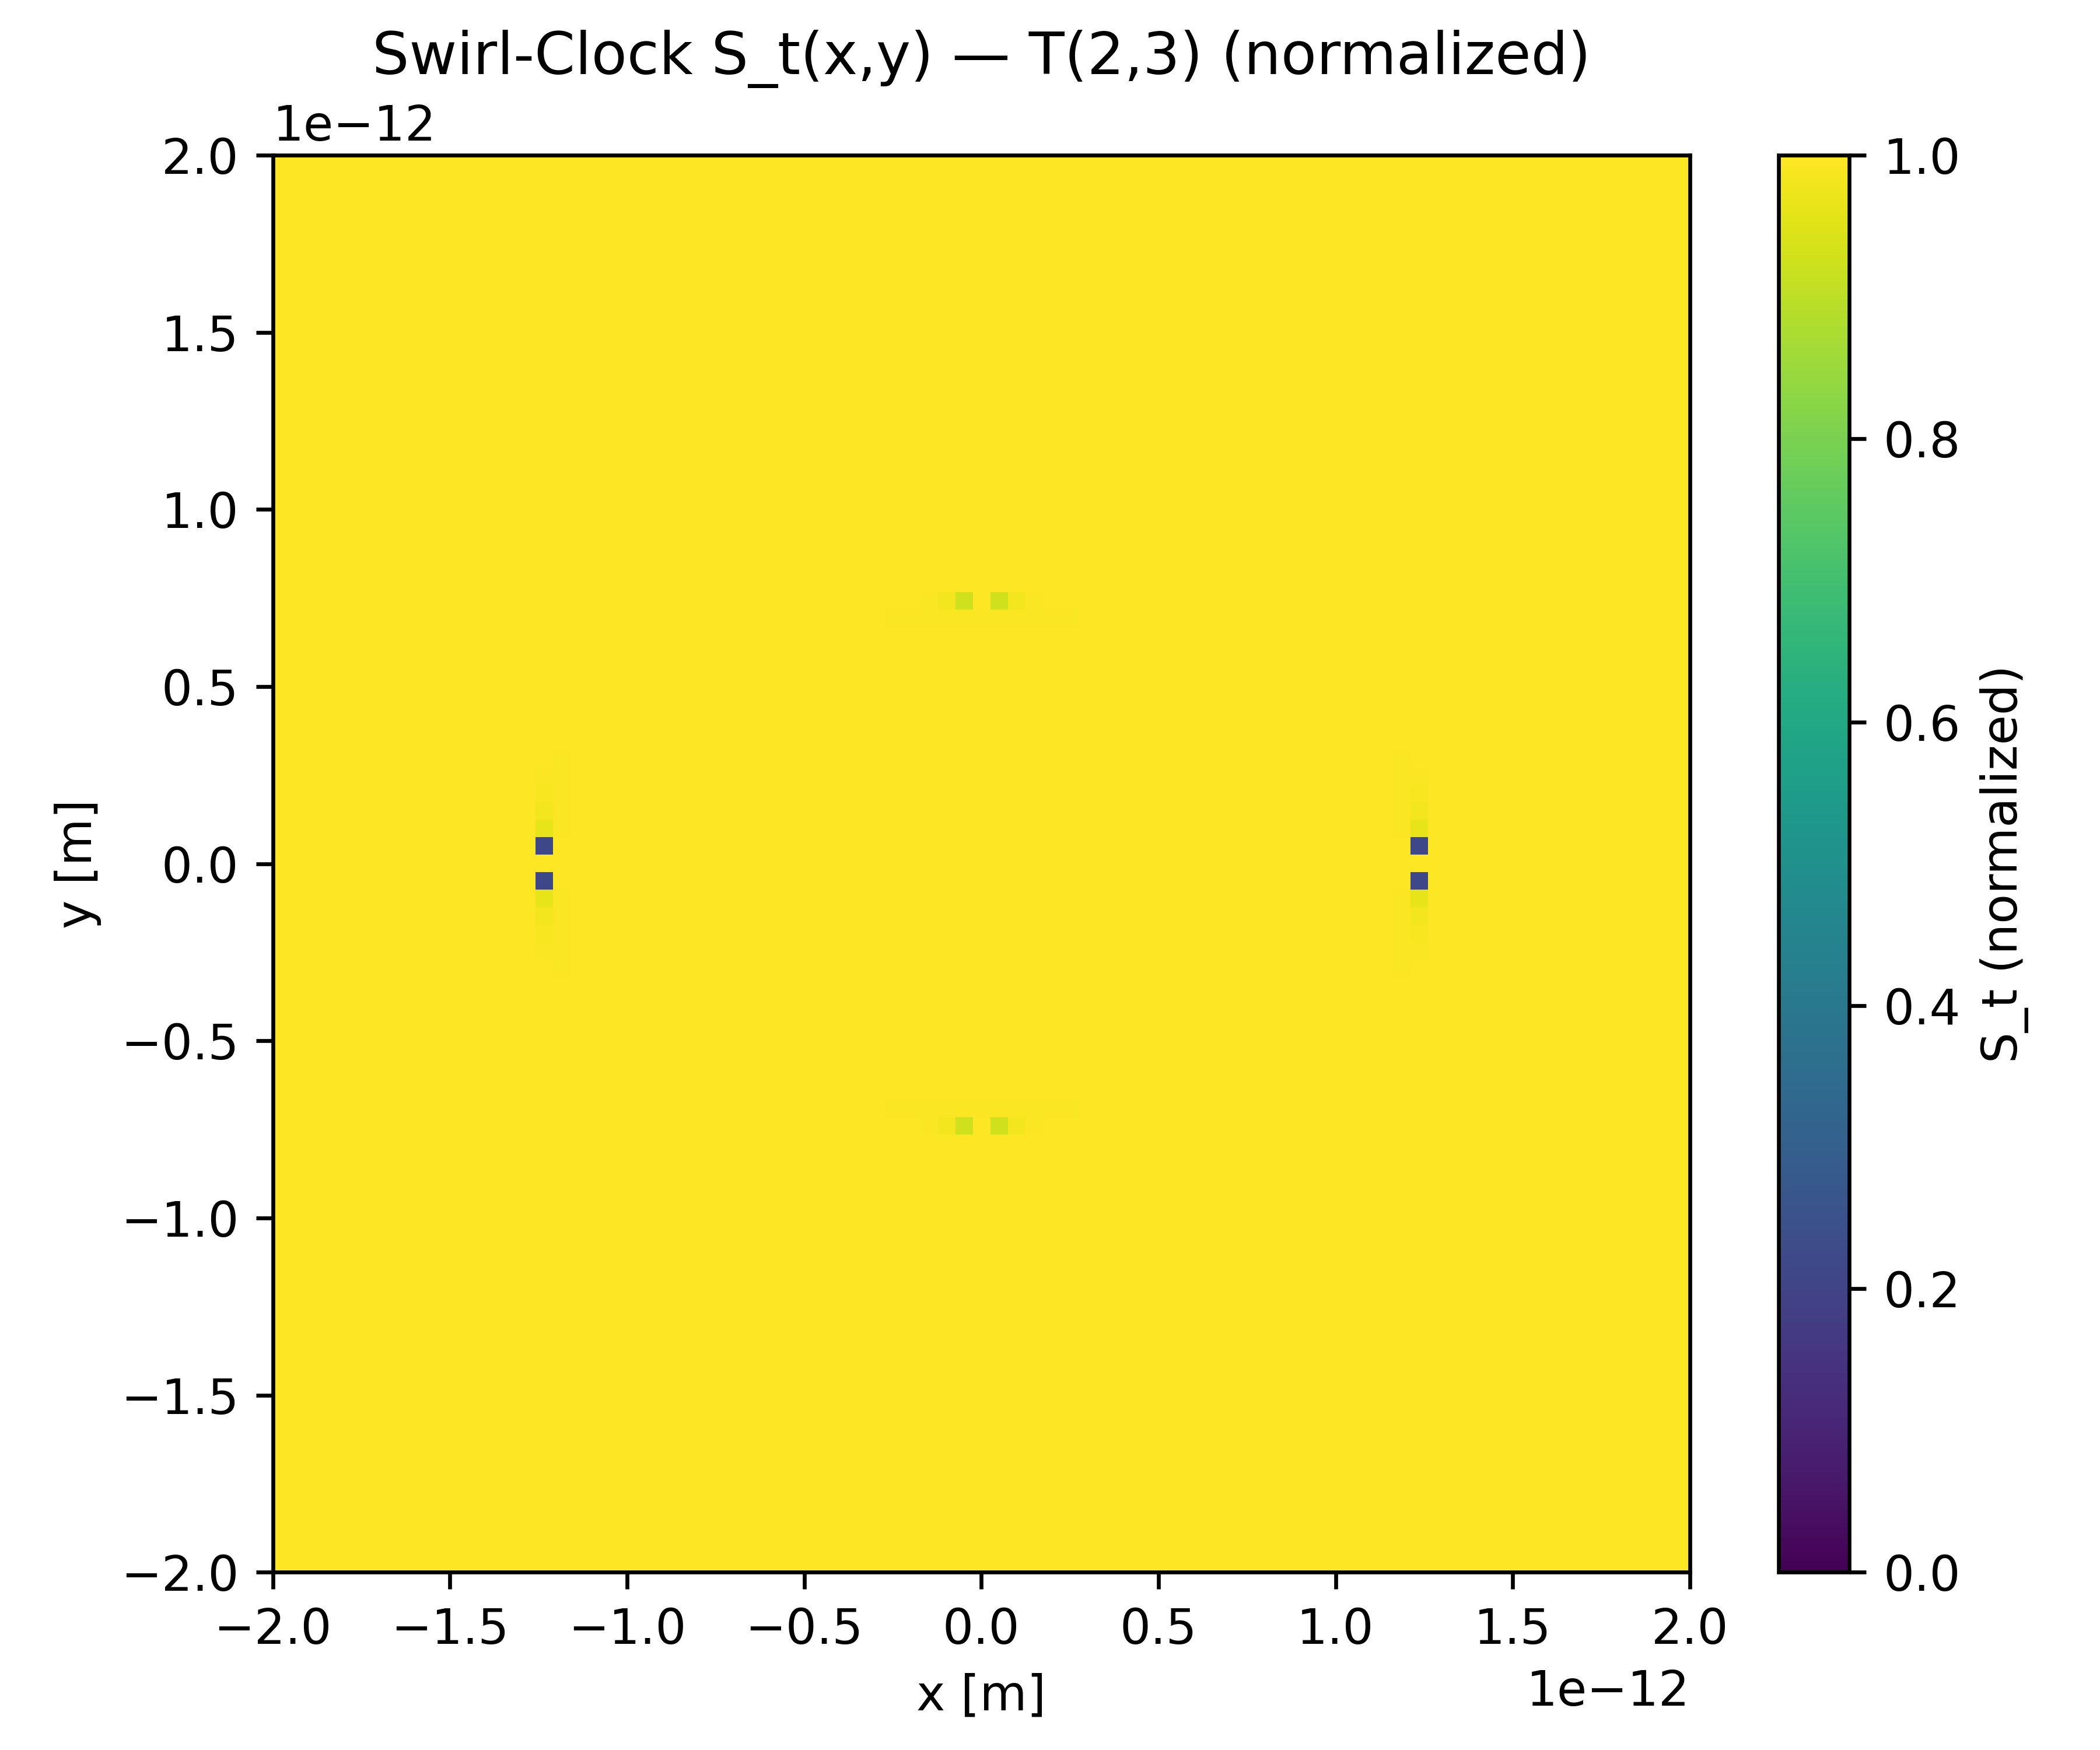 Swirl-Clock S_t(x,y) — T(2,3) (normalized)
1e−12
2.0
1.5
1.0
0.5
0.0
−0.5
−1.0
−1.5
−2.0
y [m]
−2.0 −1.5 −1.0 −0.5 0.0 0.5 1.0 1.5 2.0
x [m]
1e−12
1.0
0.8
0.6
0.4
0.2
0.0
S_t (normalized)